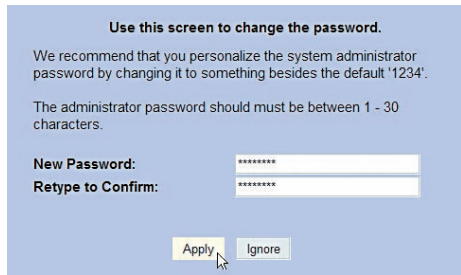 Use this screen to change the password.
We recommend that you personalize the system administrator
password by changing it to something besides the default '1234'.
The administrator password should must be between 1 - 30
characters.
New Password: ********
Retype to Confirm: ********
Apply Ignore